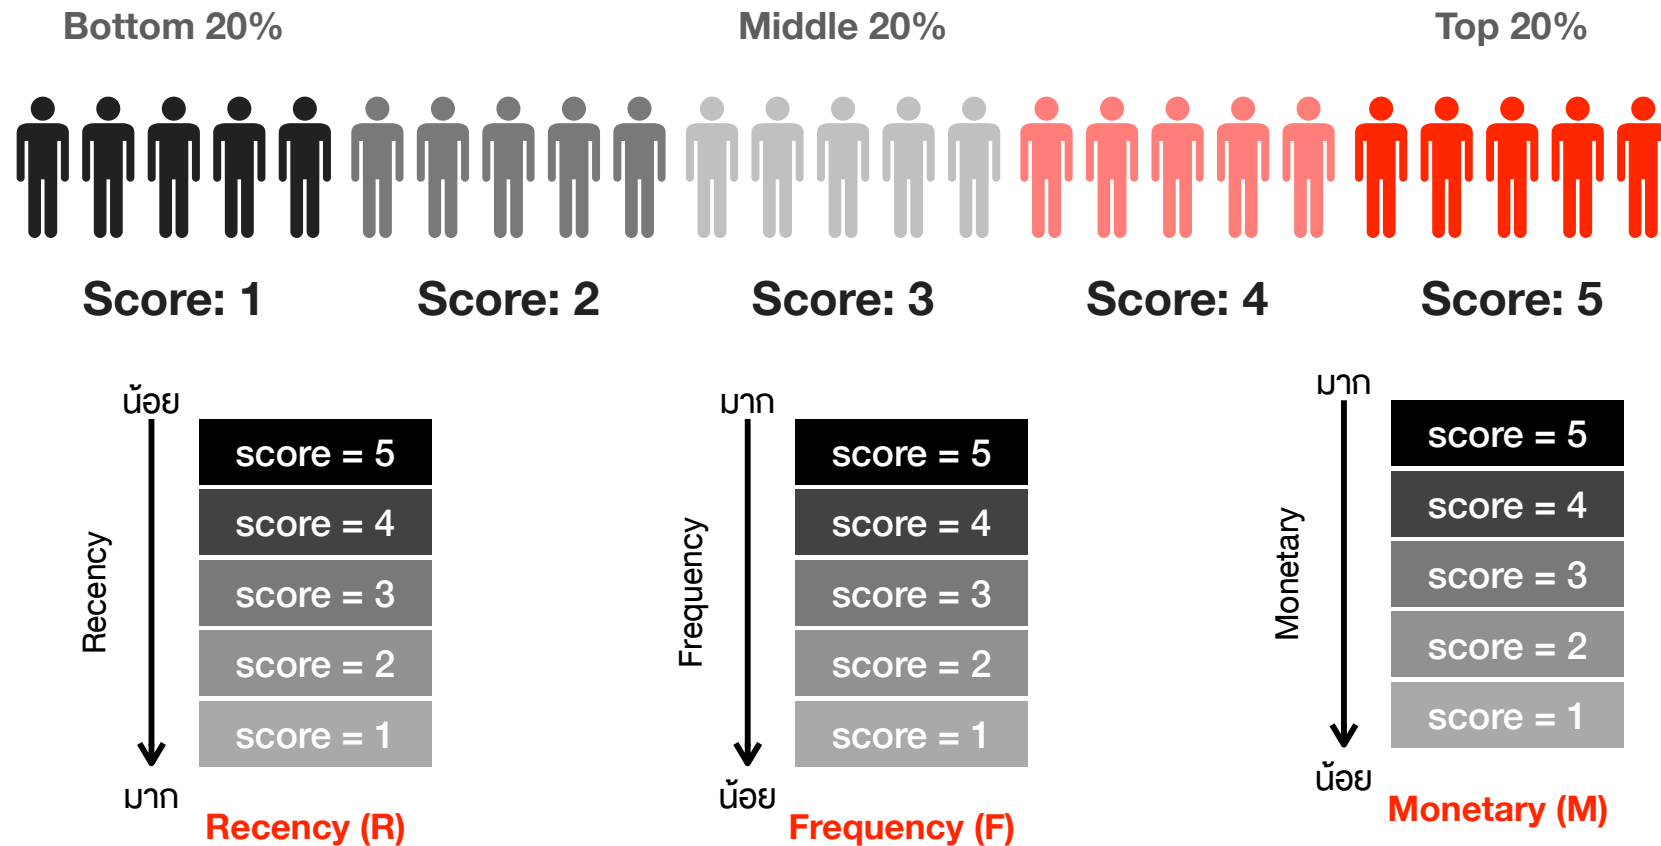 Bottom 20%
Middle 20%
Top 20%
Score: 1
Score: 2
Score: 3
Score: 4
Score: 5
น้อย
Recency
score = 5
score = 4
score = 3
score = 2
score = 1
มาก
Recency (R)
มาก
Frequency
score = 5
score = 4
score = 3
score = 2
score = 1
น้อย
Frequency (F)
มาก
Monetary
score = 5
score = 4
score = 3
score = 2
score = 1
น้อย
Monetary (M)